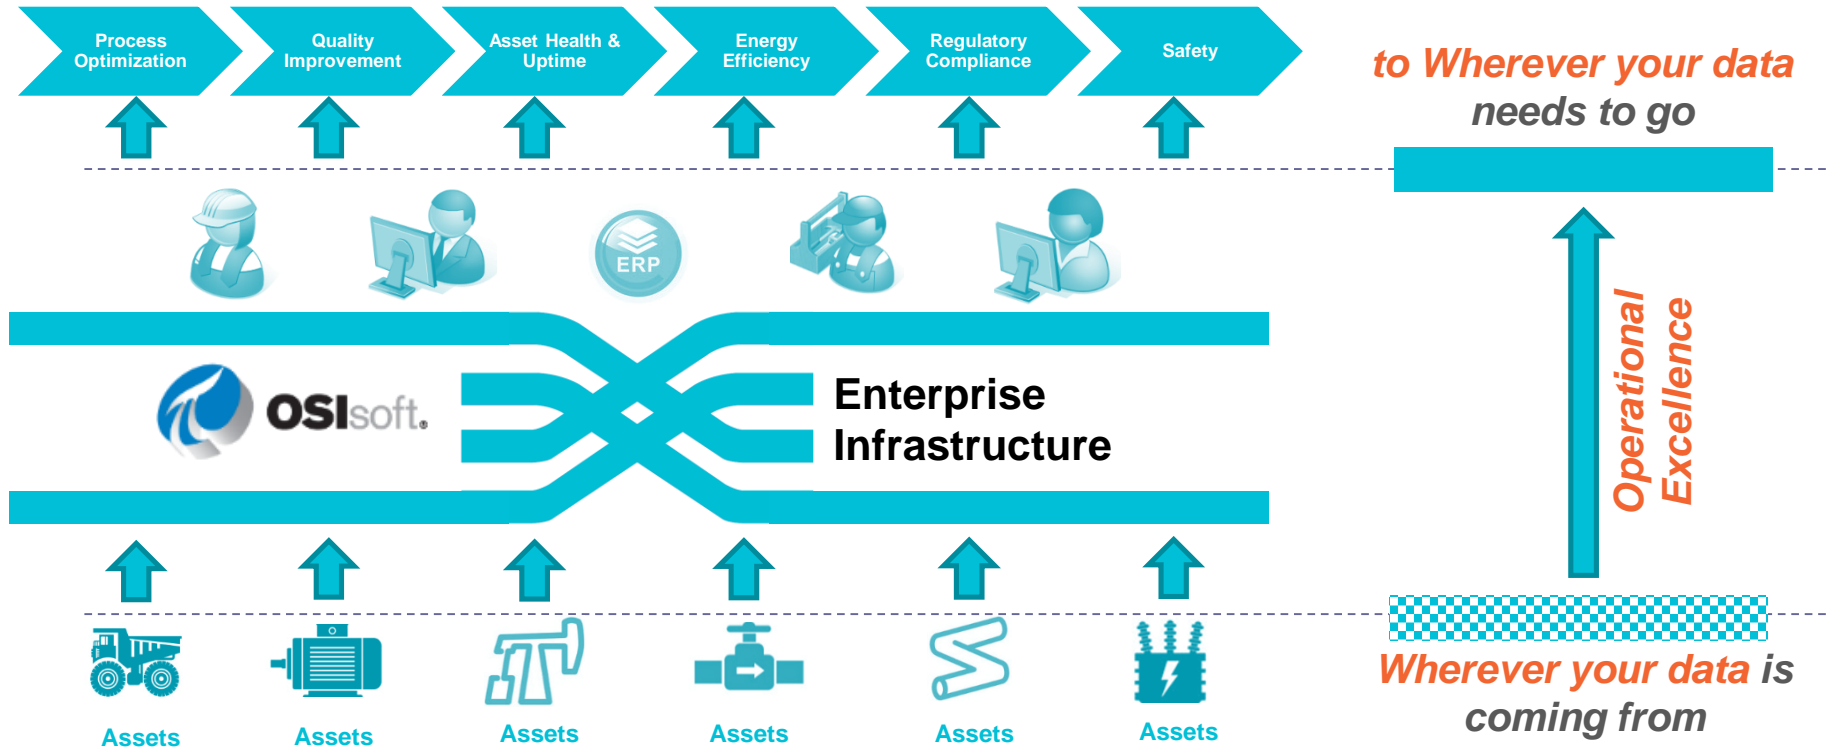 Process
Optimization
Quality
Improvement
Asset Health &
Uptime
Energy
Efficiency
Regulatory
Compliance
Safety
to Wherever your data
needs to go
ERP
OSIsoft.®
Enterprise
Infrastructure
Operational
Excellence
Assets
Assets
Assets
Assets
Assets
Assets
Wherever your data is
coming from